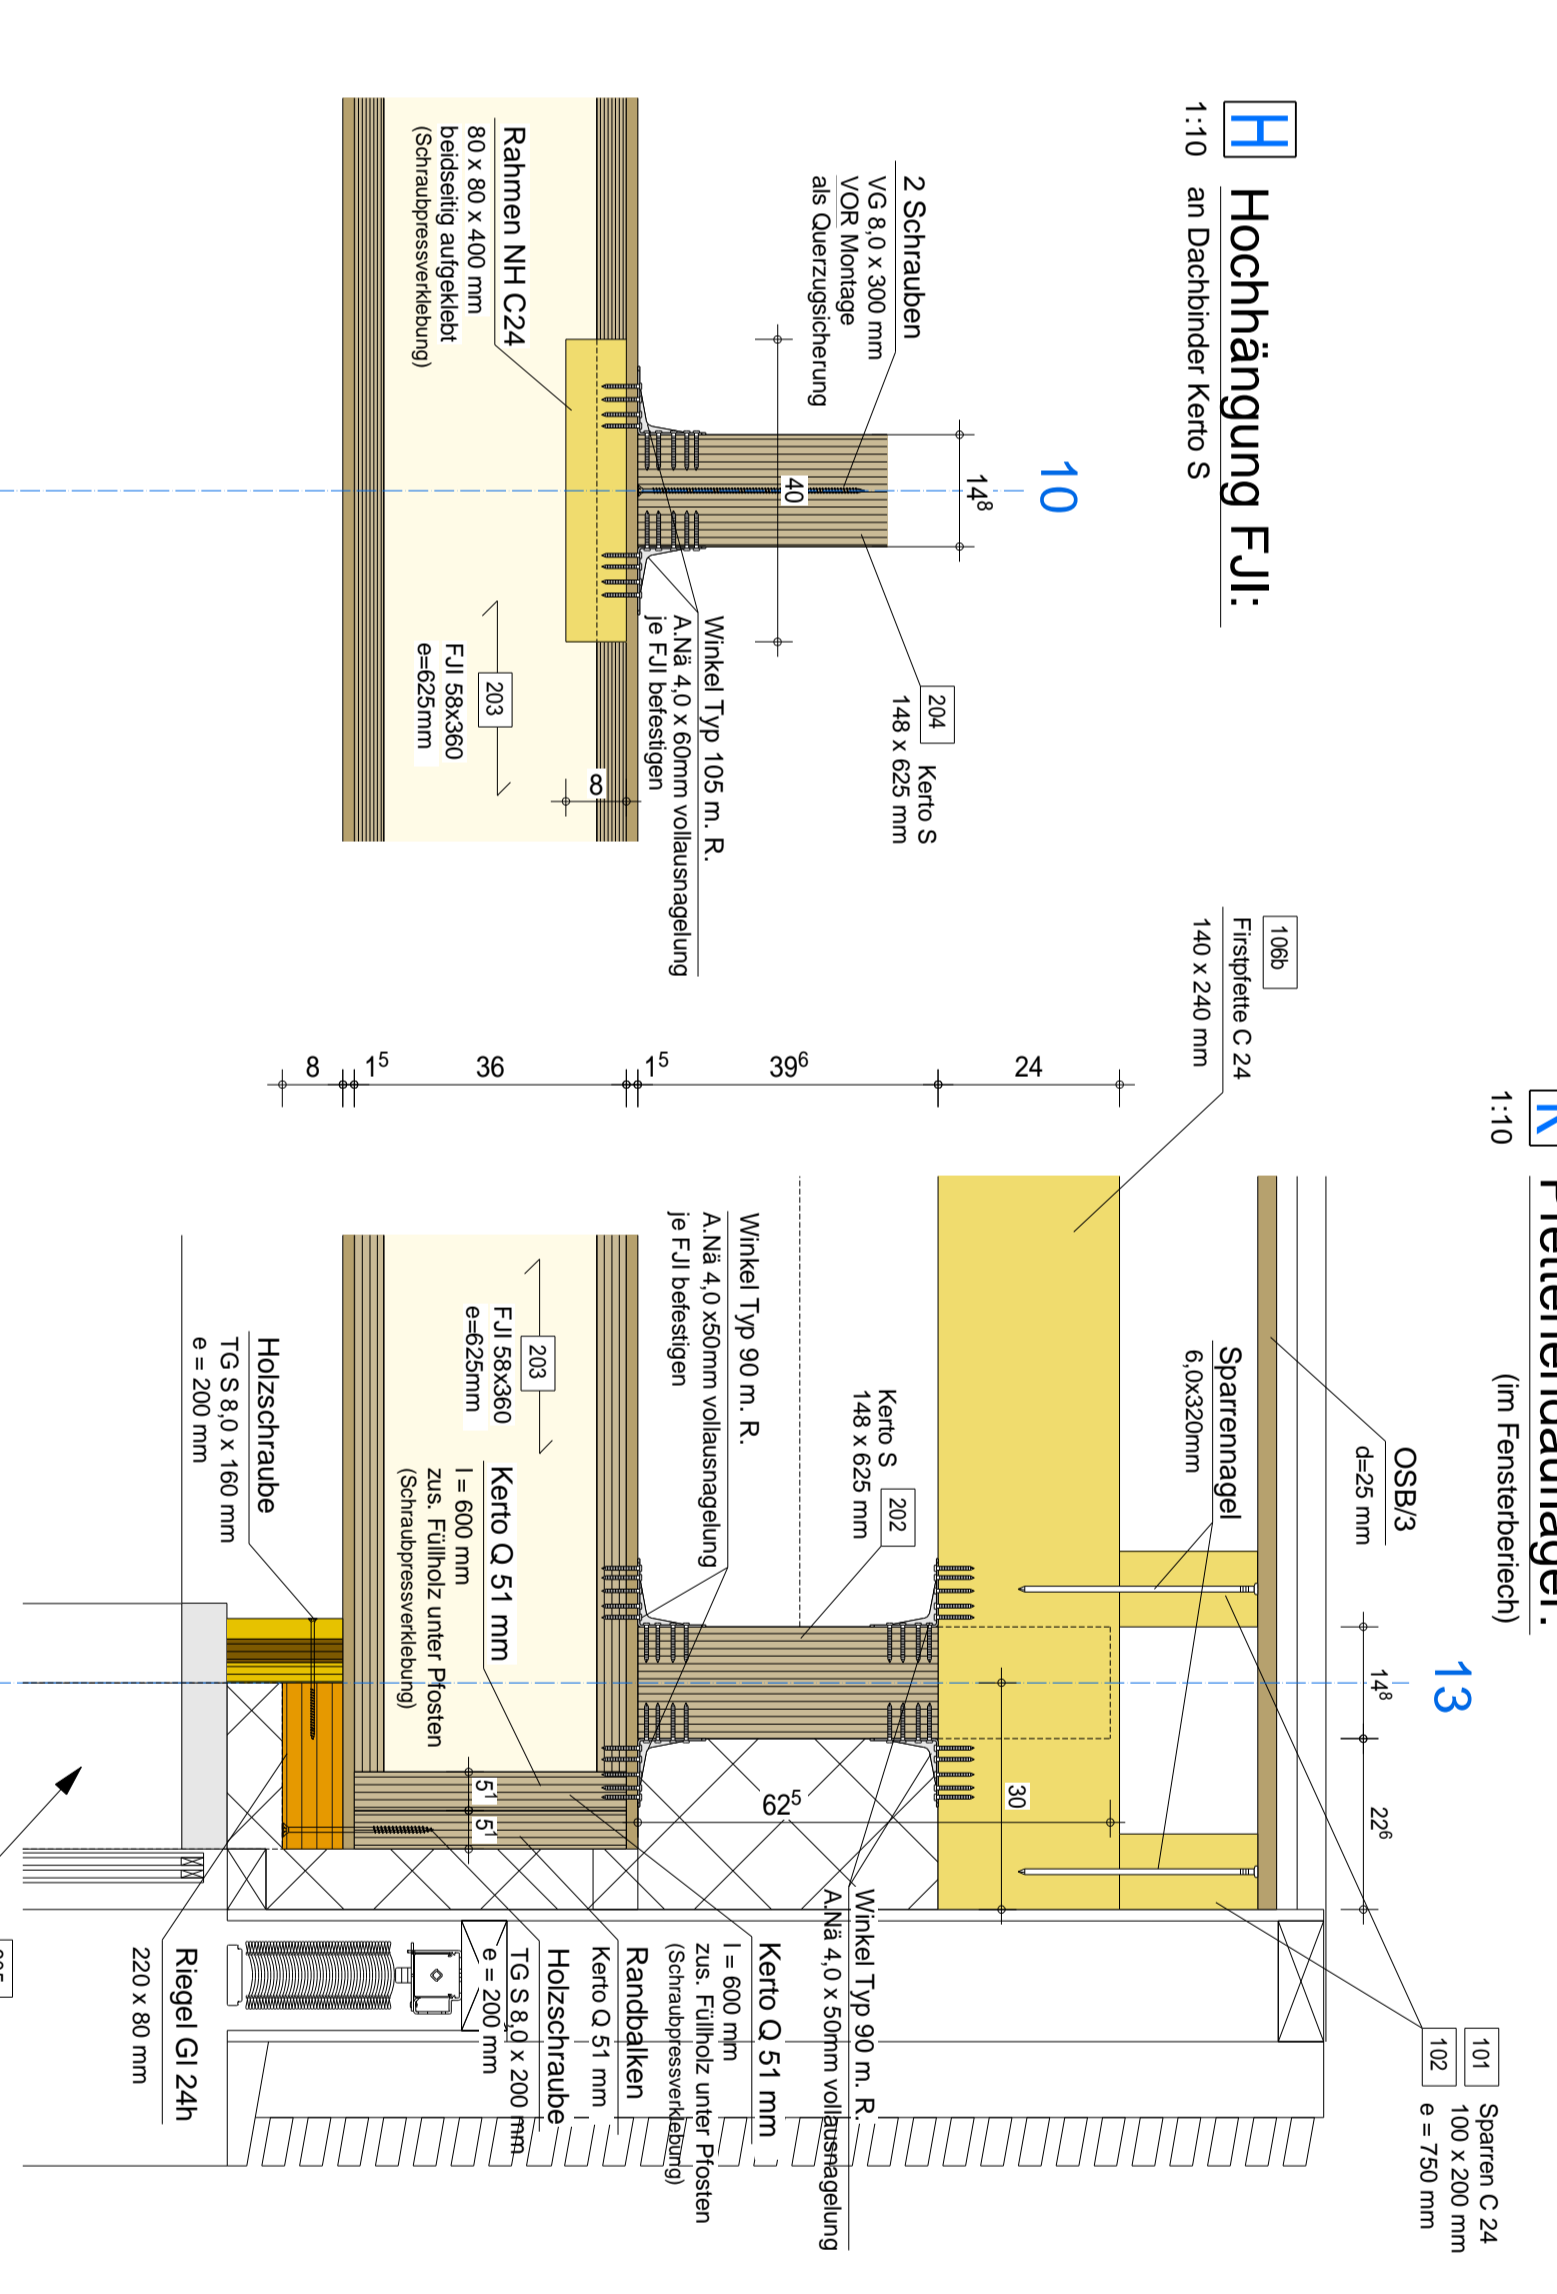 H Hochhängung FJI:
1:10 an Dachbinder Kerto S
10
14⁸
40
2 Schrauben
VG 8,0 x 300 mm
VOR Montage
als Querzugsicherung
204 Kerto S
148 x 625 mm
Winkel Typ 105 m. R.
A.Nä 4,0 x 60mm vollausnagelung
je FJI befestigen
Rahmen NH C24
80 x 80 x 400 mm
beidseitig aufgeklebt
(Schraubpressverklebung)
203
FJI 58x360
e=625mm
8
1:10
(im Fensterberiech)
13
OSB/3
d=25 mm
14⁸
22⁶
101 Sparren C 24
102 100 x 200 mm
e = 750 mm
106b
Firstpfette C 24
140 x 240 mm
Sparrennagel
6,0x320mm
24
39⁶
1⁵
36
1⁵
8
30
62⁵
Kerto S 202
148 x 625 mm
Winkel Typ 90 m. R.
A.Nä 4,0 x50mm vollausnagelung
je FJI befestigen
Winkel Typ 90 m. R.
A.Nä 4,0 x 50mm vollausnagelung
203
FJI 58x360
e=625mm
Kerto Q 51 mm
l = 600 mm
zus. Füllholz unter Pfosten
(Schraubpressverklebung)
5¹
5¹
Kerto Q 51 mm
l = 600 mm
zus. Füllholz unter Pfosten
(Schraubpressverklebung)
Randbalken
Kerto Q 51 mm
Holzschraube
TG S 8,0 x 200 mm
e = 200 mm
Holzschraube
TG S 8,0 x 160 mm
e = 200 mm
Riegel Gl 24h
220 x 80 mm